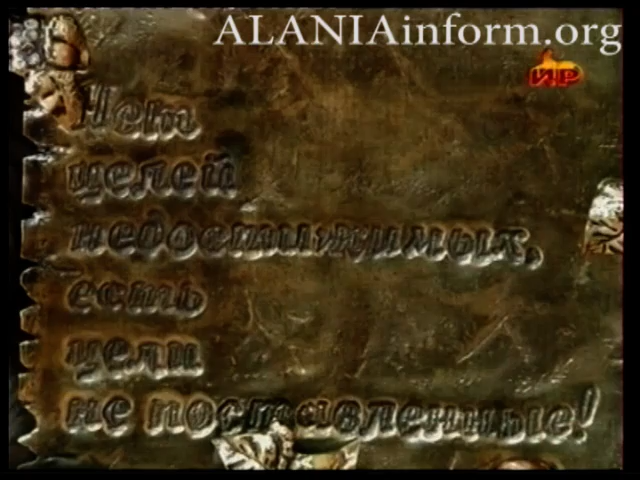 ALANIAinform.org
ИР
Нет
целей
недостижимых,
есть
цели
не поставленные!